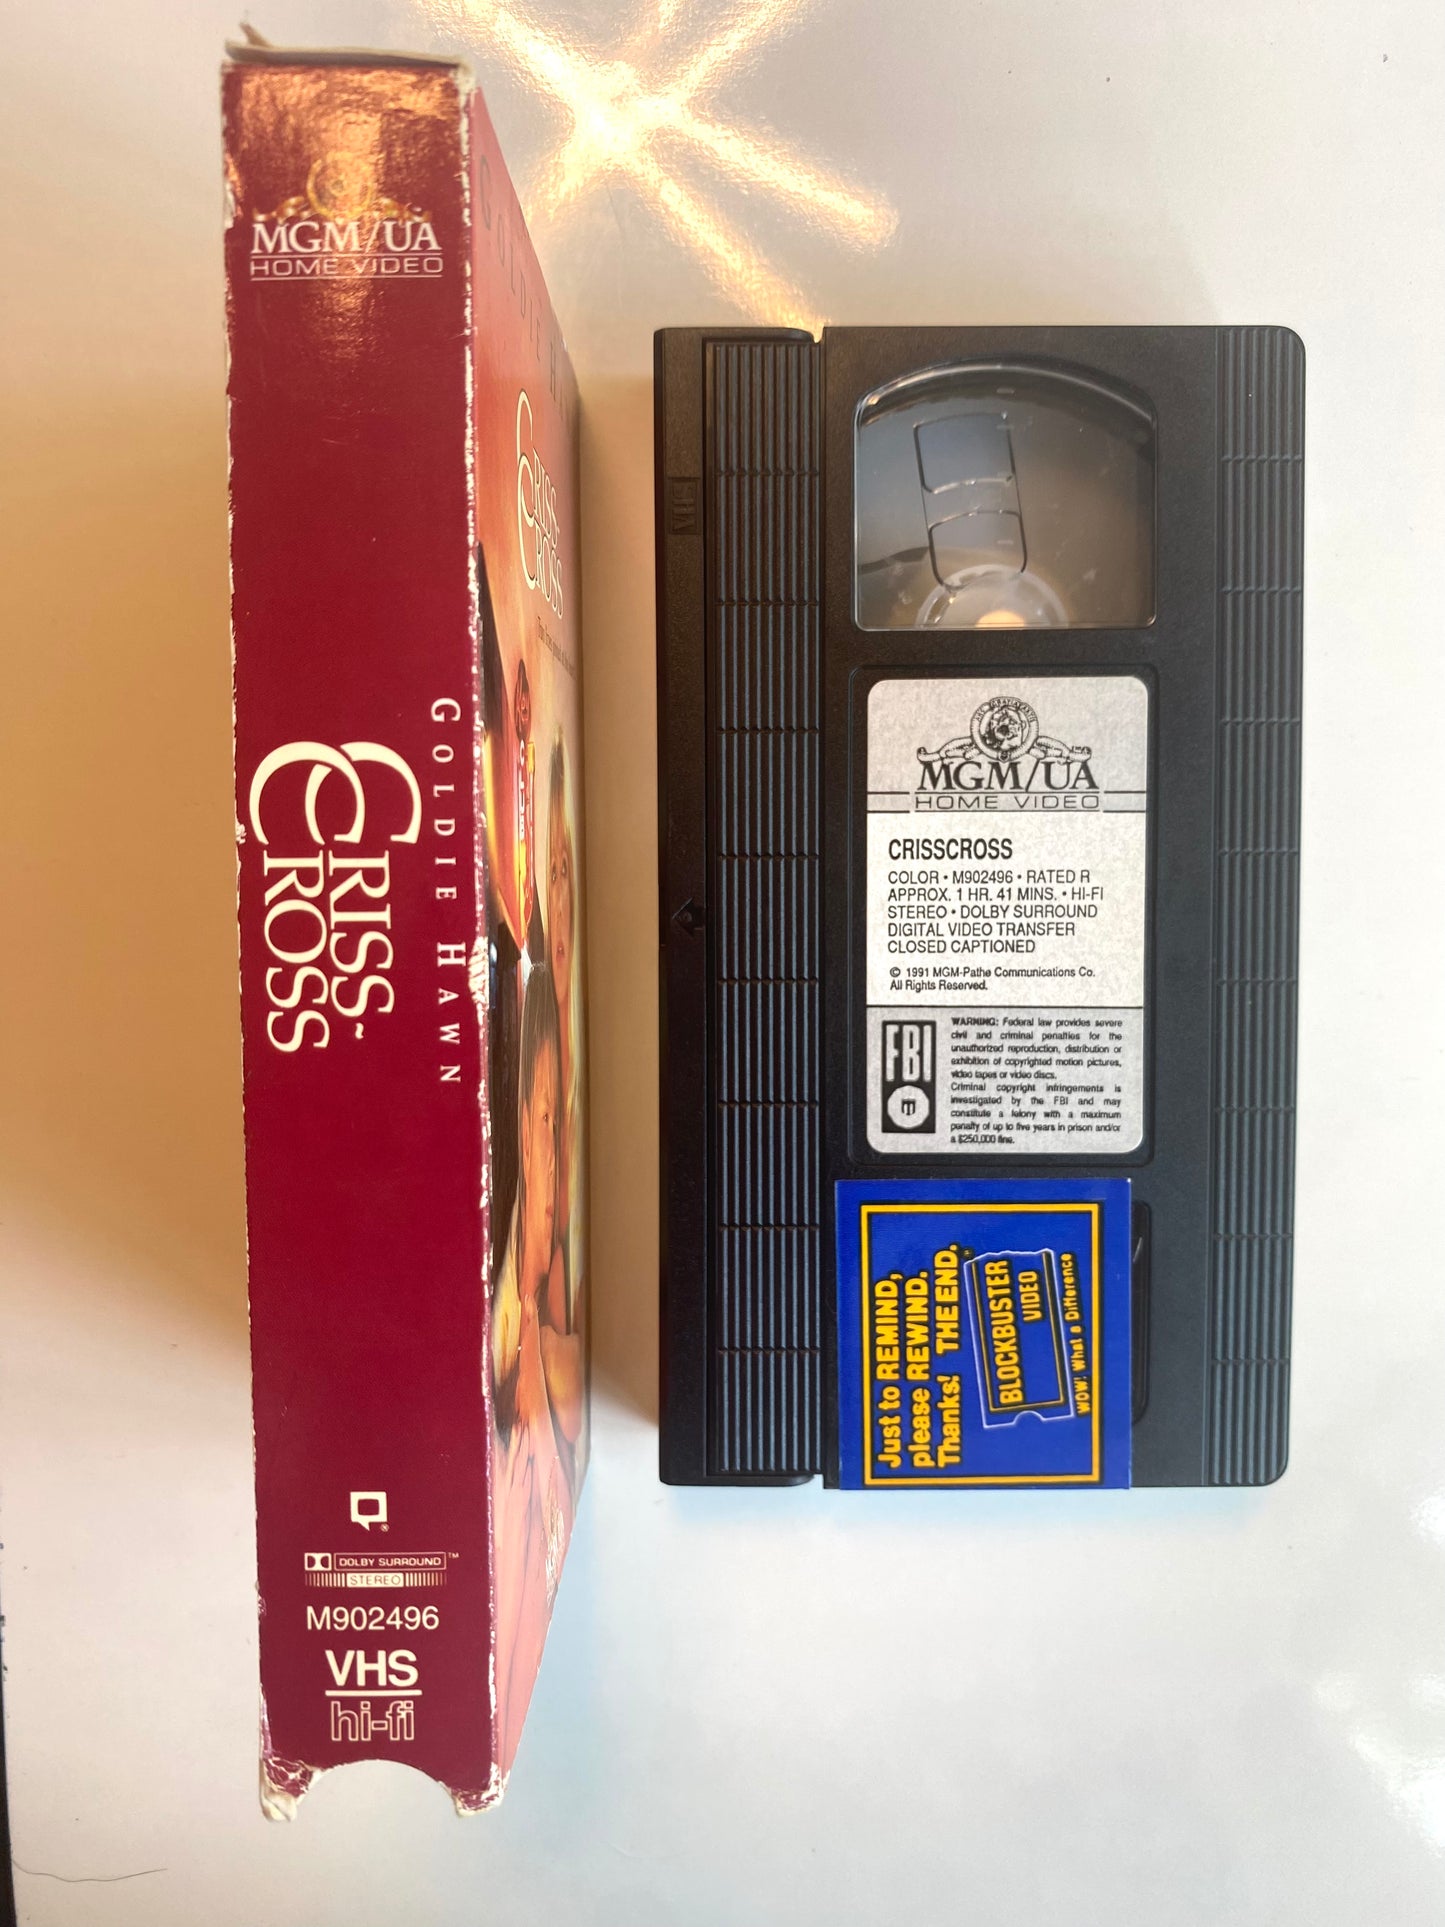 MGM/UA
HOME VIDEO
GOLDIE HAWN
CRISS-
CROSS
DOLBY SURROUND™
STEREO
M902496
VHS
hi-fi
GOLDIE H
CRISS-
CROSS
VHS
MGM/UA
HOME VIDEO
CRISSCROSS
COLOR • M902496 • RATED R
APPROX. 1 HR. 41 MINS. • HI-FI
STEREO • DOLBY SURROUND
DIGITAL VIDEO TRANSFER
CLOSED CAPTIONED
© 1991 MGM-Pathe Communications Co.
All Rights Reserved.
FBI
WARNING: Federal law provides severe
civil and criminal penalties for the
unauthorized reproduction, distribution or
exhibition of copyrighted motion pictures,
video tapes or video discs.
Criminal copyright infringements is
investigated by the FBI and may
constitute a felony with a maximum
penalty of up to five years in prison and/or
a $250,000 fine.
Just to REMIND,
please REWIND.
Thanks! THE END.
BLOCKBUSTER
VIDEO
WOW! What a Difference